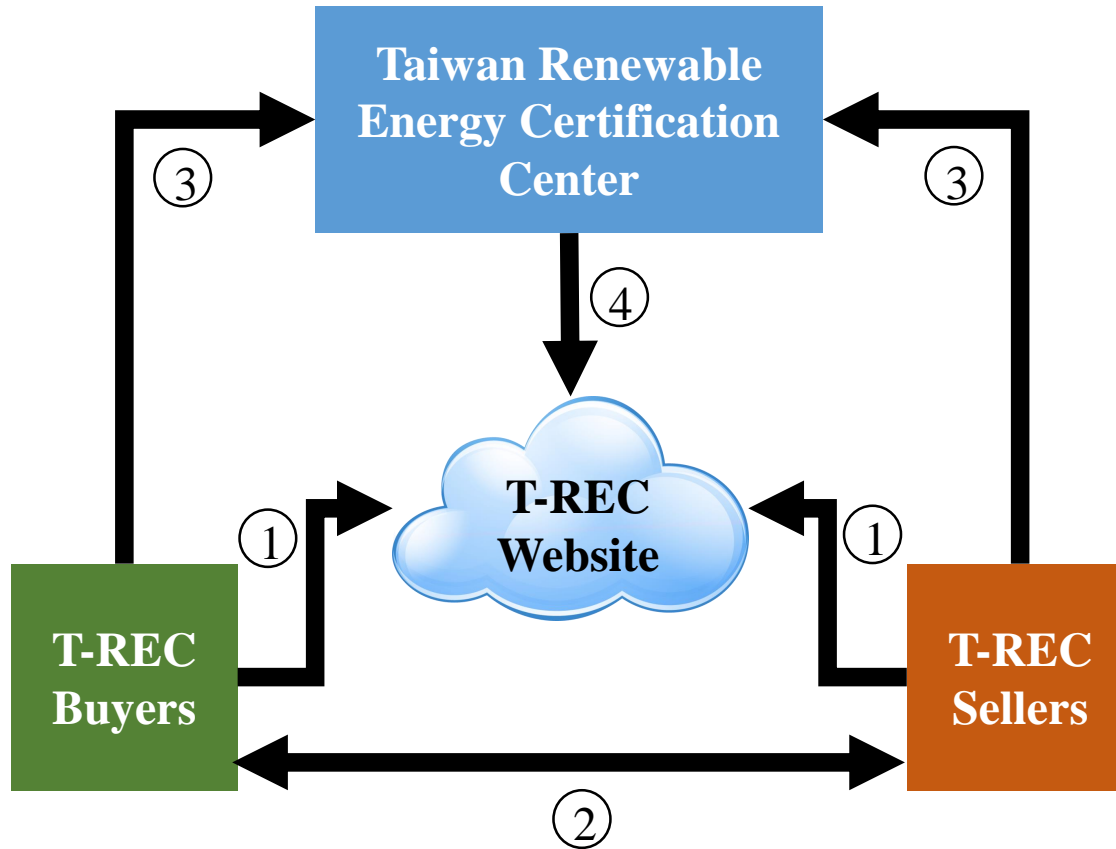 Taiwan Renewable
Energy Certification
Center
3
3
4
T-REC
Website
1
1
T-REC
Buyers
T-REC
Sellers
2